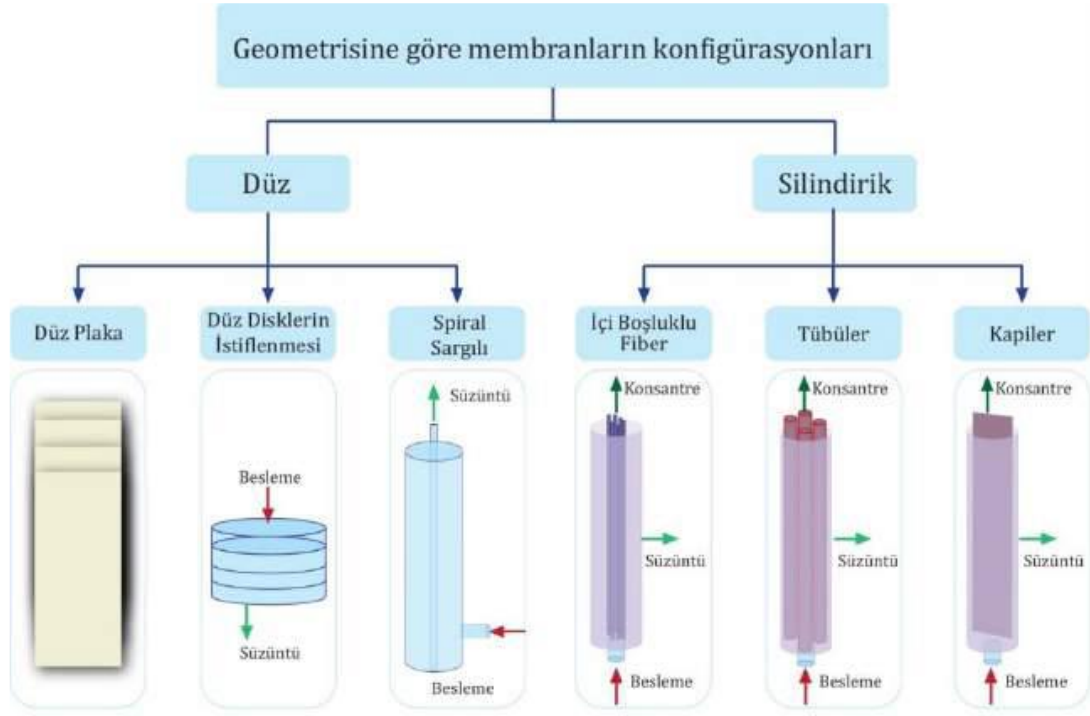 Geometrisine göre membranların konfigürasyonları
Düz
Silindirik
Düz Plaka
Düz Disklerin
İstiflenmesi
Spiral
Sargılı
İçi Boşluklu
Fiber
Tübüler
Kapiler
Besleme
Süzüntü
Süzüntü
Besleme
Konsantre
Süzüntü
Besleme
Konsantre
Süzüntü
Besleme
Konsantre
Süzüntü
Besleme